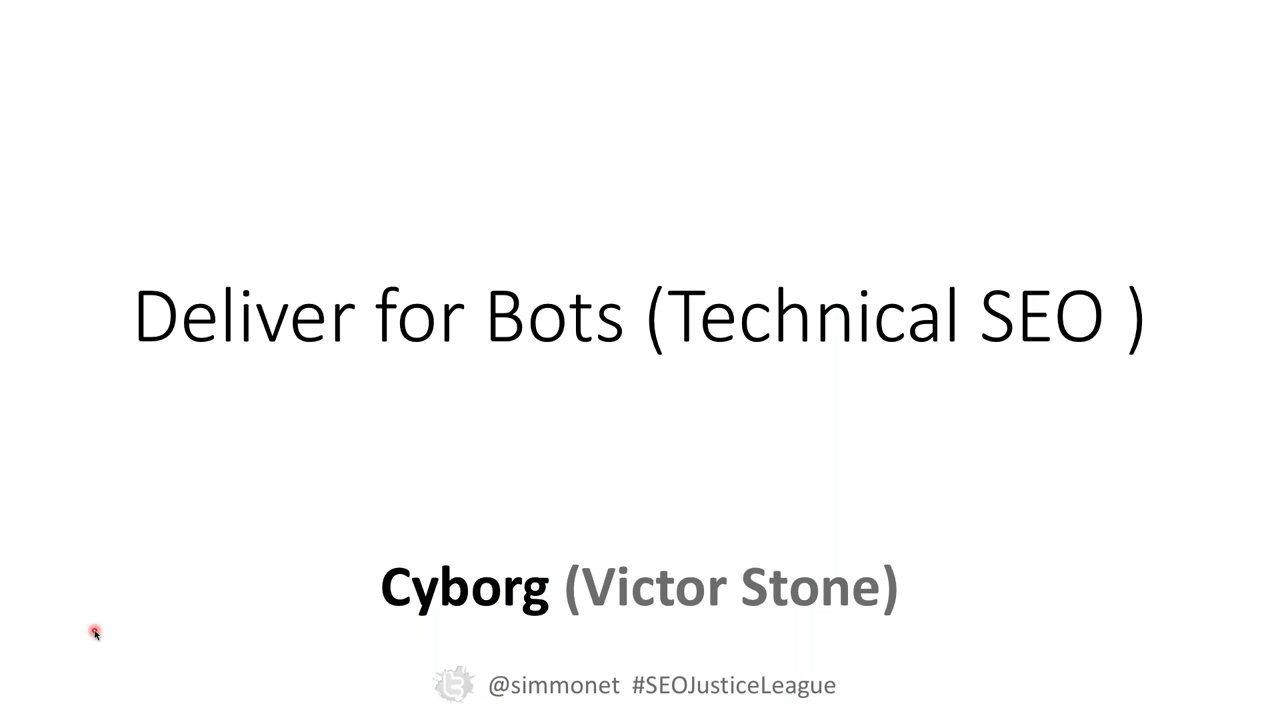 Deliver for Bots (Technical SEO )
Cyborg (Victor Stone)
@simmonet #SEOJusticeLeague